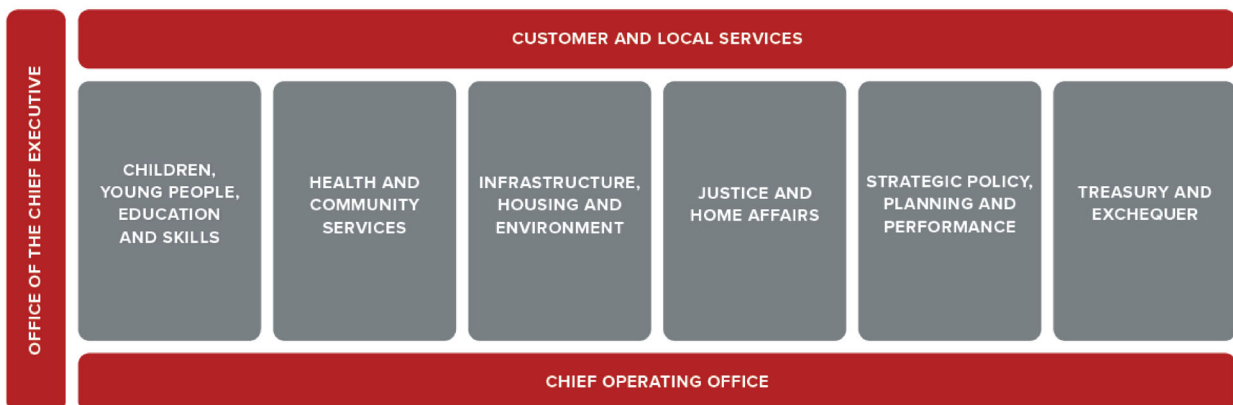 OFFICE OF THE CHIEF EXECUTIVE
CUSTOMER AND LOCAL SERVICES
CHILDREN,
YOUNG PEOPLE,
EDUCATION
AND SKILLS
HEALTH AND
COMMUNITY
SERVICES
INFRASTRUCTURE,
HOUSING AND
ENVIRONMENT
JUSTICE AND
HOME AFFAIRS
STRATEGIC POLICY,
PLANNING AND
PERFORMANCE
TREASURY AND
EXCHEQUER
CHIEF OPERATING OFFICE